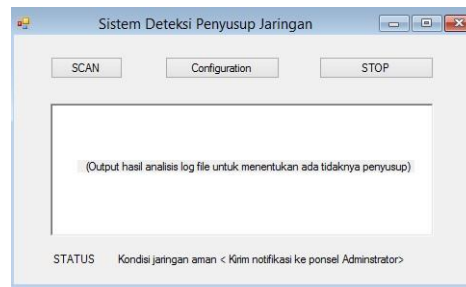 Sistem Deteksi Penyusup Jaringan
SCAN Configuration STOP
(Output hasil analisis log file untuk menentukan ada tidaknya penyusup)
STATUS Kondisi jaringan aman < Kirim notifikasi ke ponsel Adminstrator>